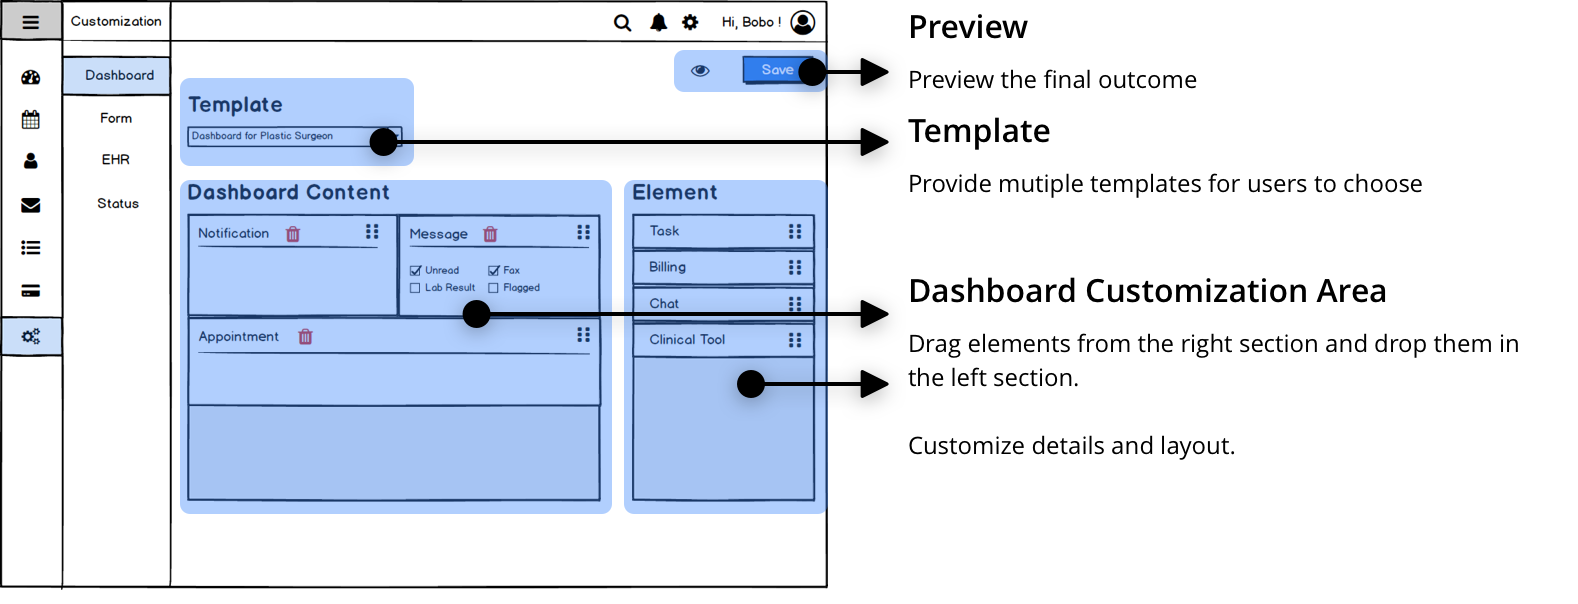 Customization
Hi, Bobo !
Dashboard
Form
EHR
Status
Save
Template
Dashboard for Plastic Surgeon
Dashboard Content
Notification
Message
Unread
Fax
Lab Result
Flagged
Appointment
Element
Task
Billing
Chat
Clinical Tool
Preview
Preview the final outcome
Template
Provide mutiple templates for users to choose
Dashboard Customization Area
Drag elements from the right section and drop them in
the left section.
Customize details and layout.